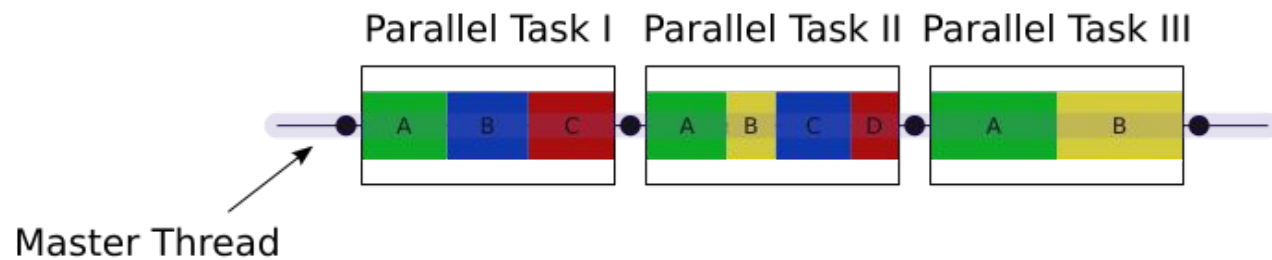 Parallel Task I Parallel Task II Parallel Task III
A B C A B C D A B
Master Thread